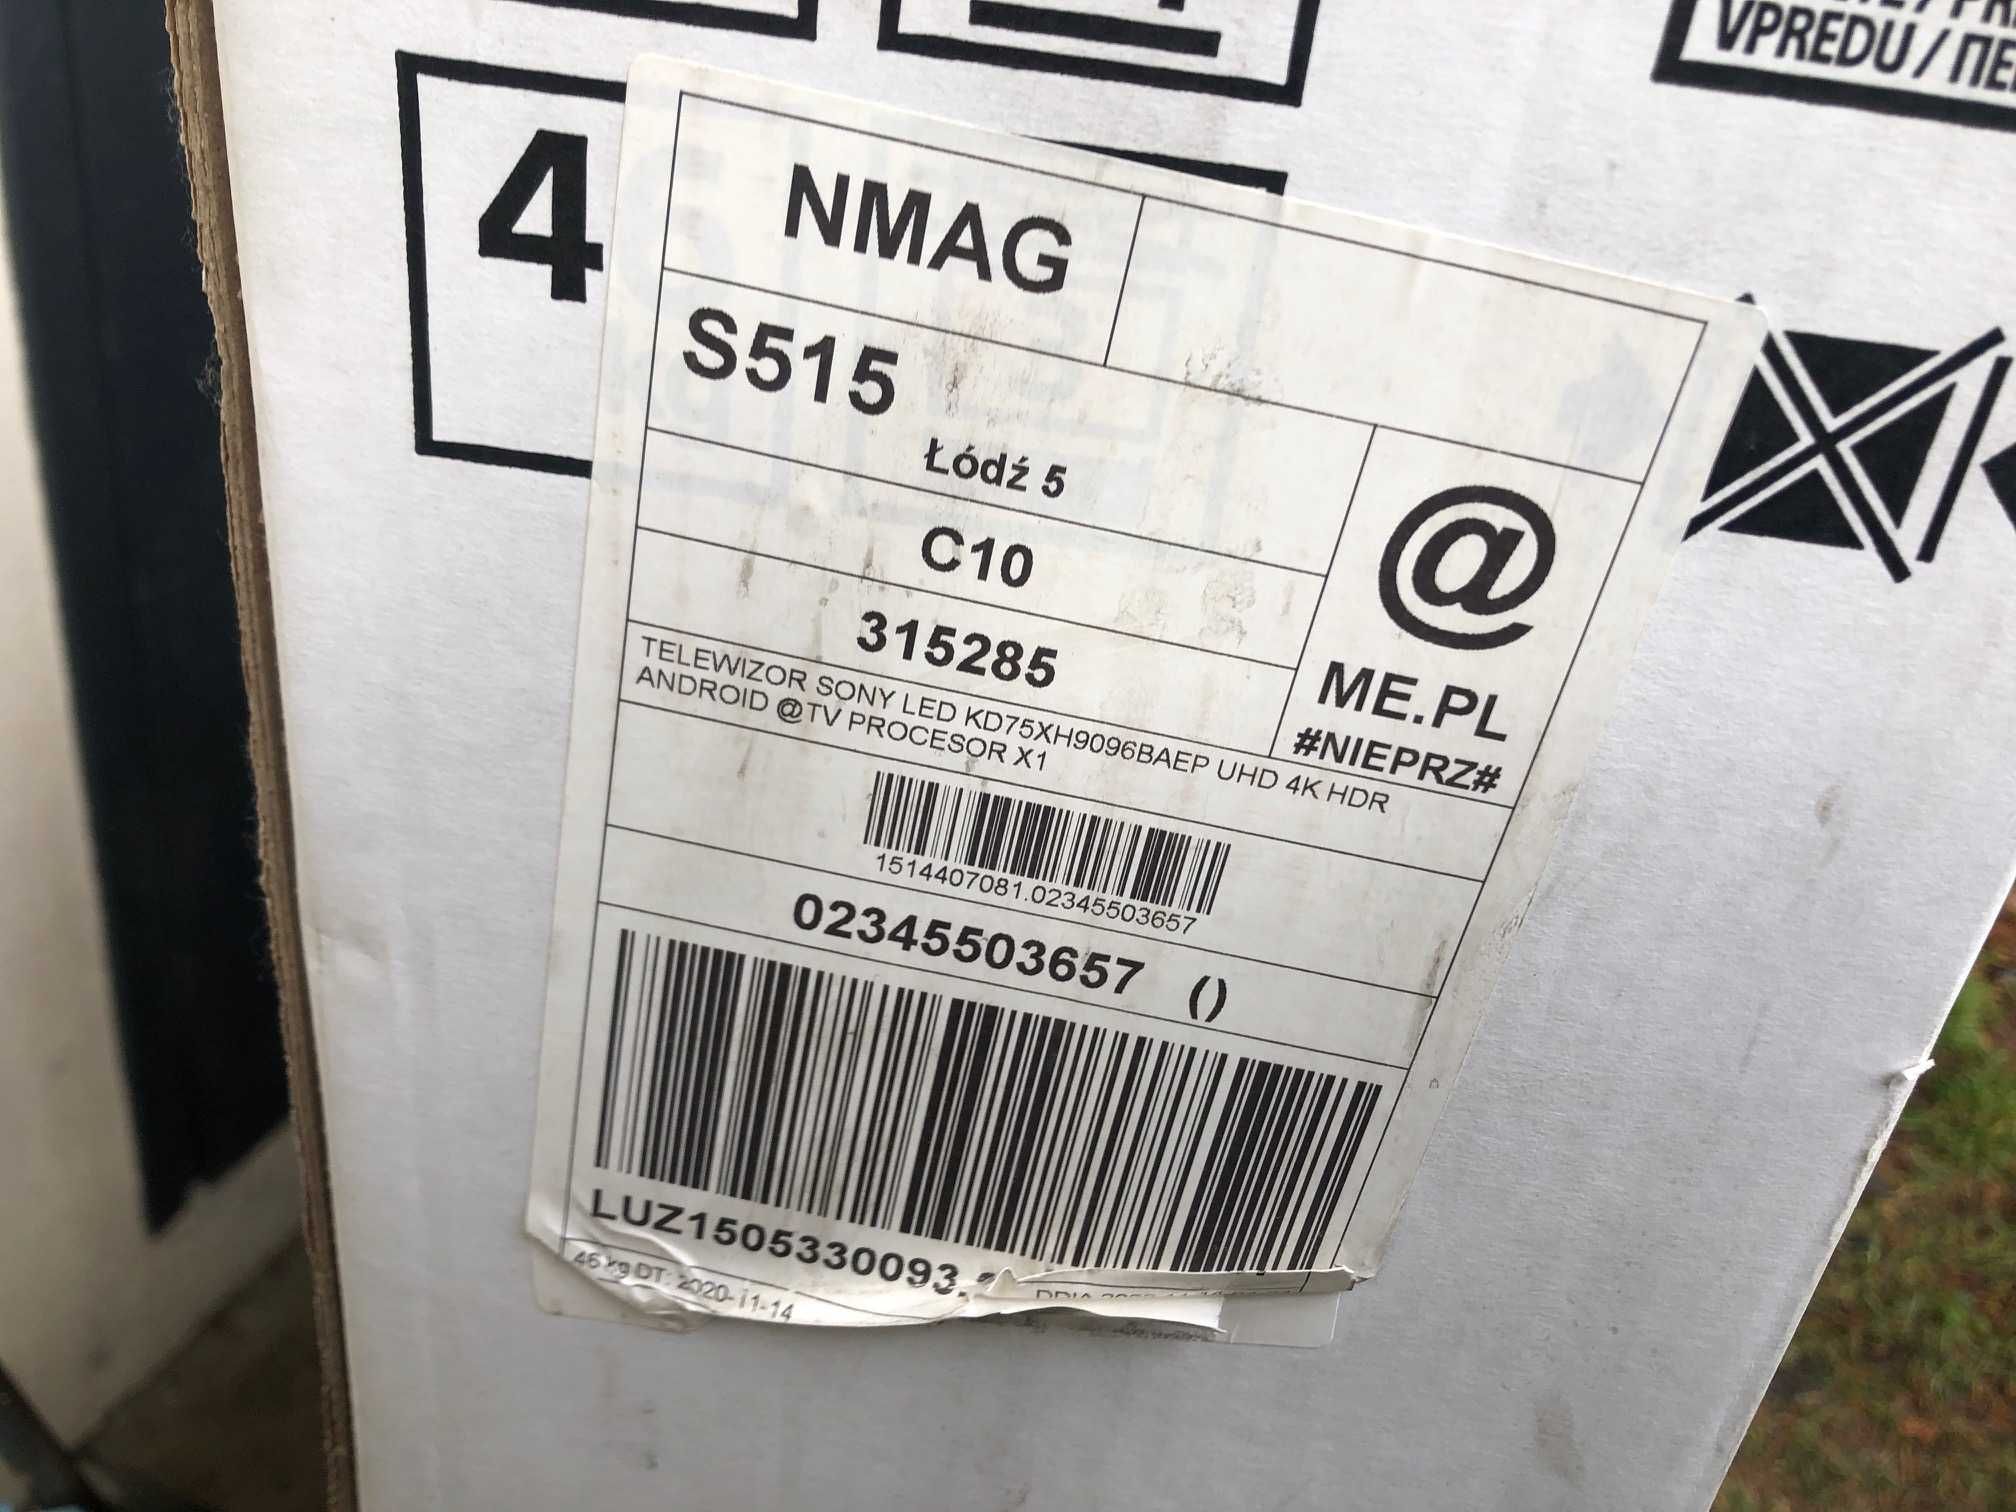 VPREDU / ПЕ
4
NMAG
S515
Łódź 5
C10
315285
@
ME.PL
#NIEPRZ#
TELEWIZOR SONY LED KD75XH9096BAEP UHD 4K HDR
ANDROID @TV PROCESOR X1
1514407081.02345503657
02345503657 ()
LUZ1505330093.
46 kg DT: 2020-11-14